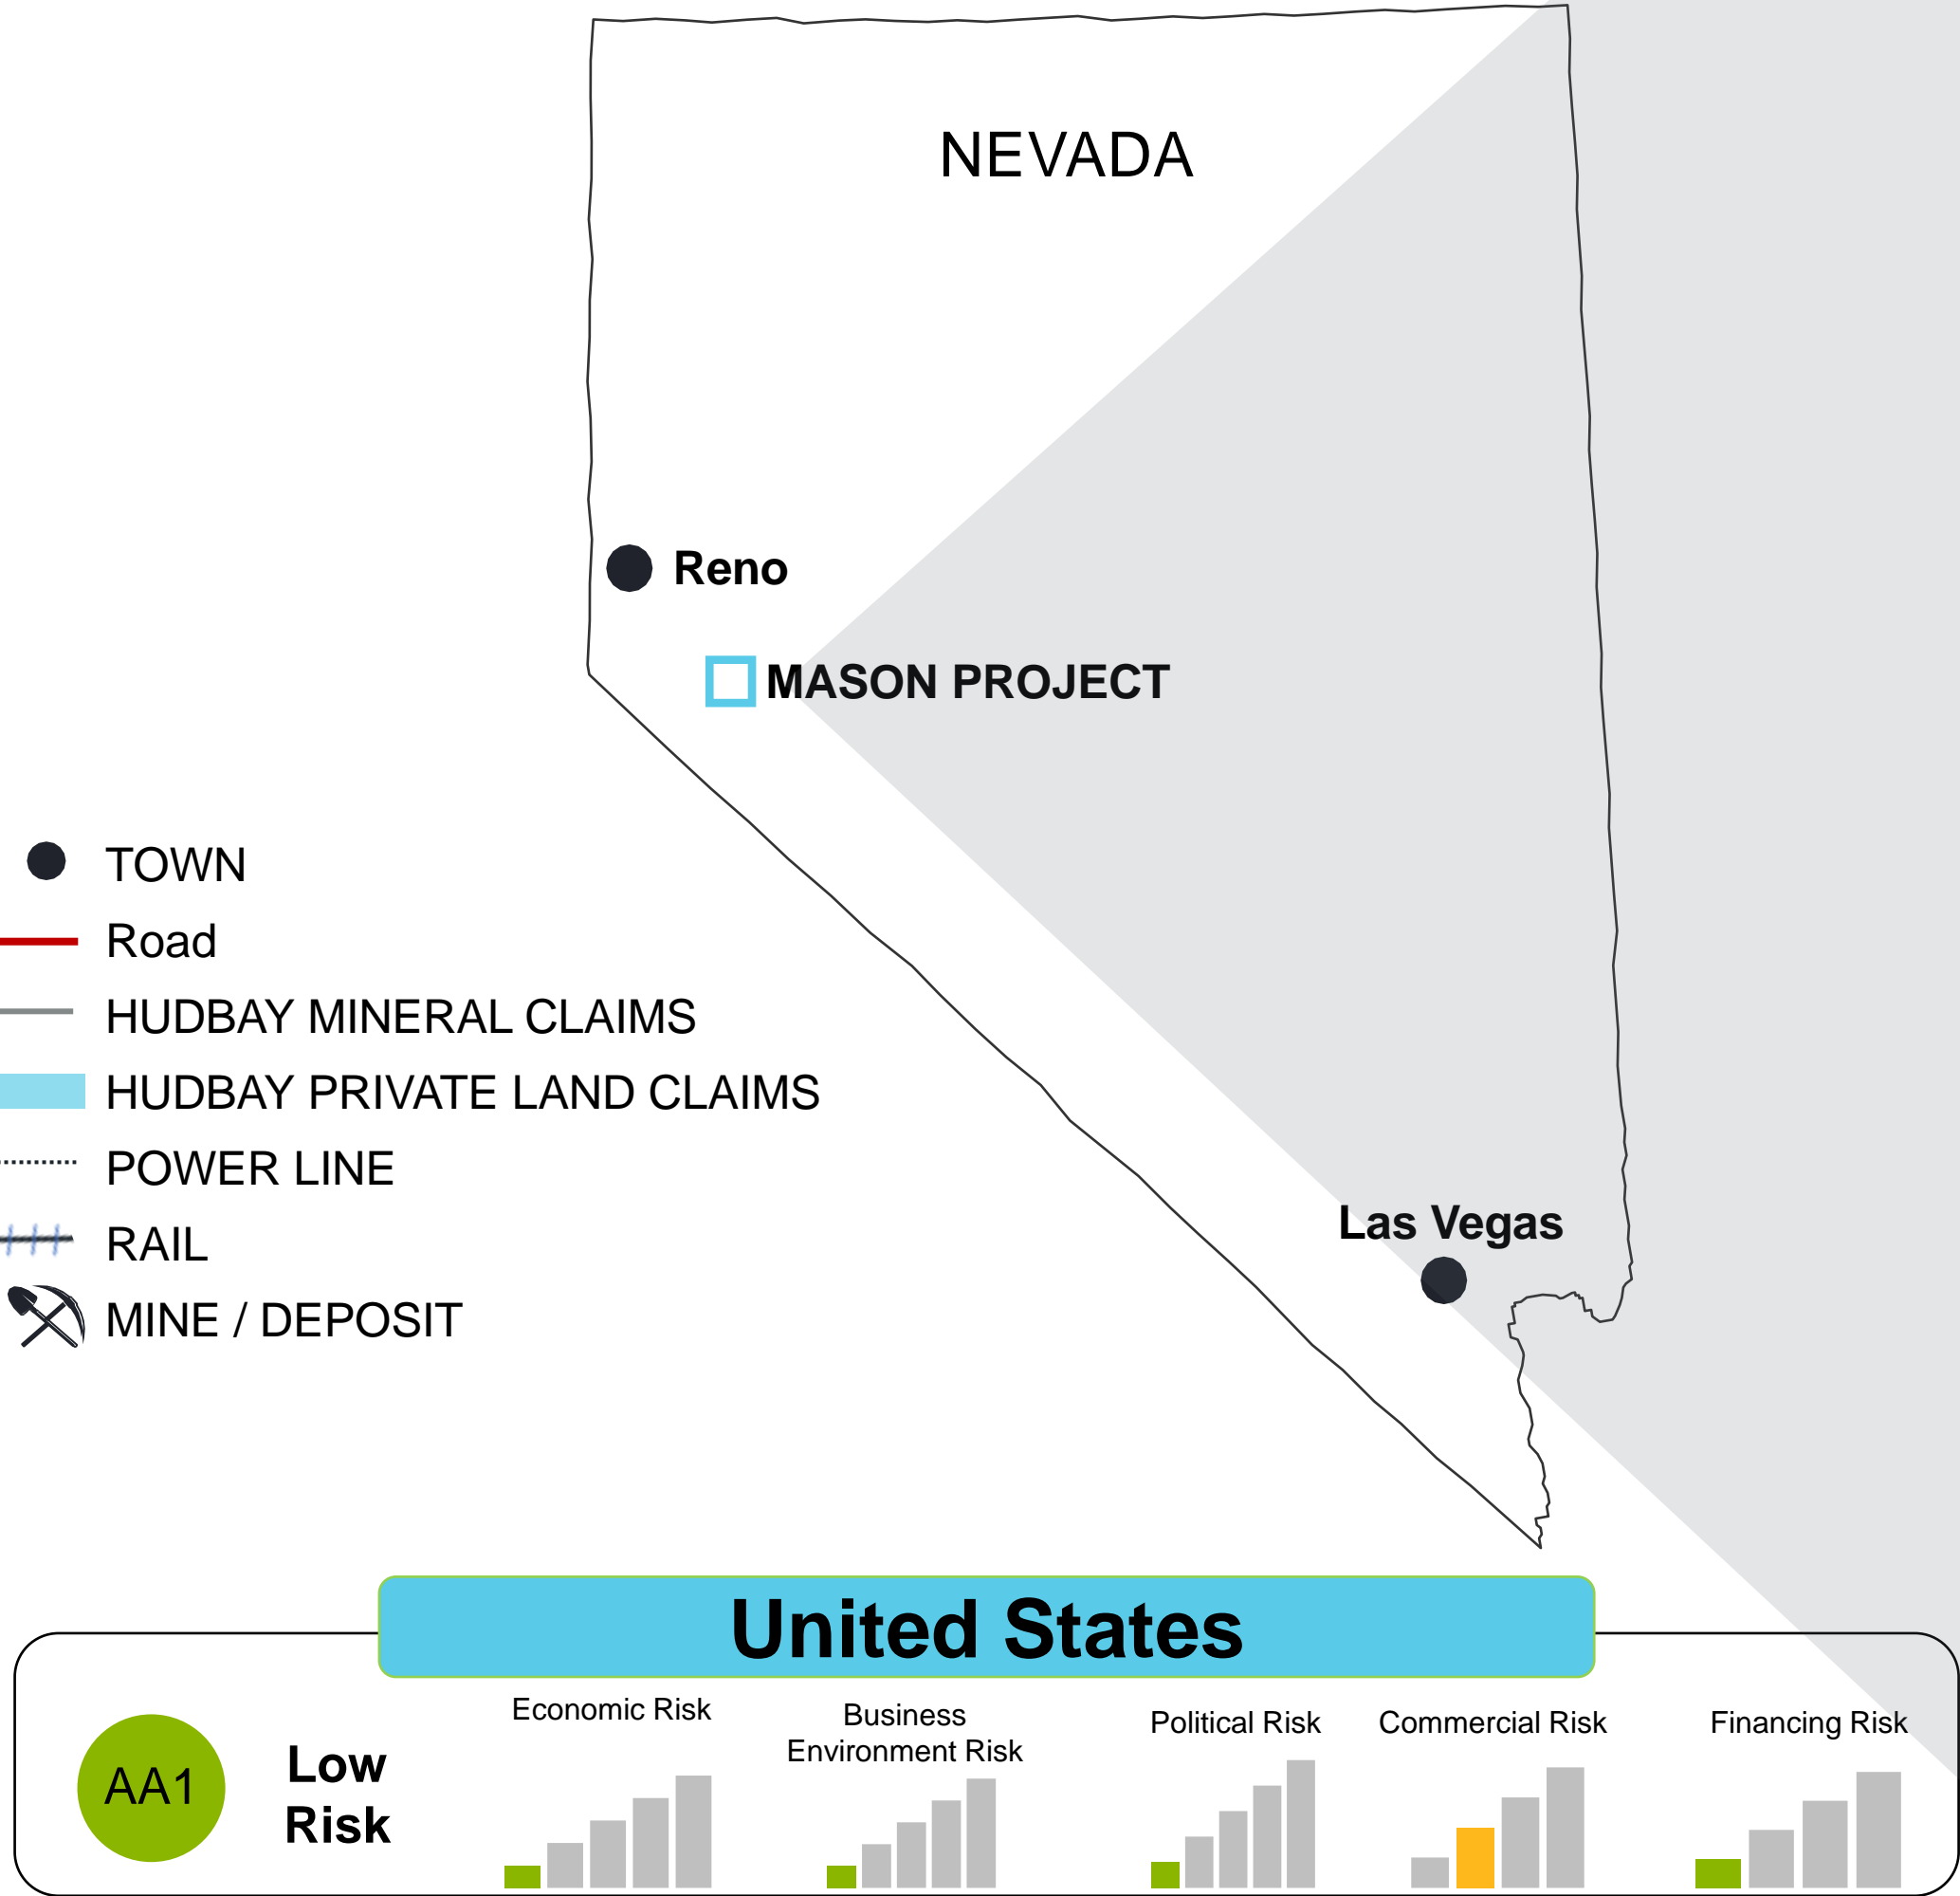 NEVADA
Reno
MASON PROJECT
TOWN
Road
HUDBAY MINERAL CLAIMS
HUDBAY PRIVATE LAND CLAIMS
POWER LINE
RAIL
MINE / DEPOSIT
Las Vegas
United States
AA1
Low
Risk
Economic Risk
Business
Environment Risk
Political Risk
Commercial Risk
Financing Risk